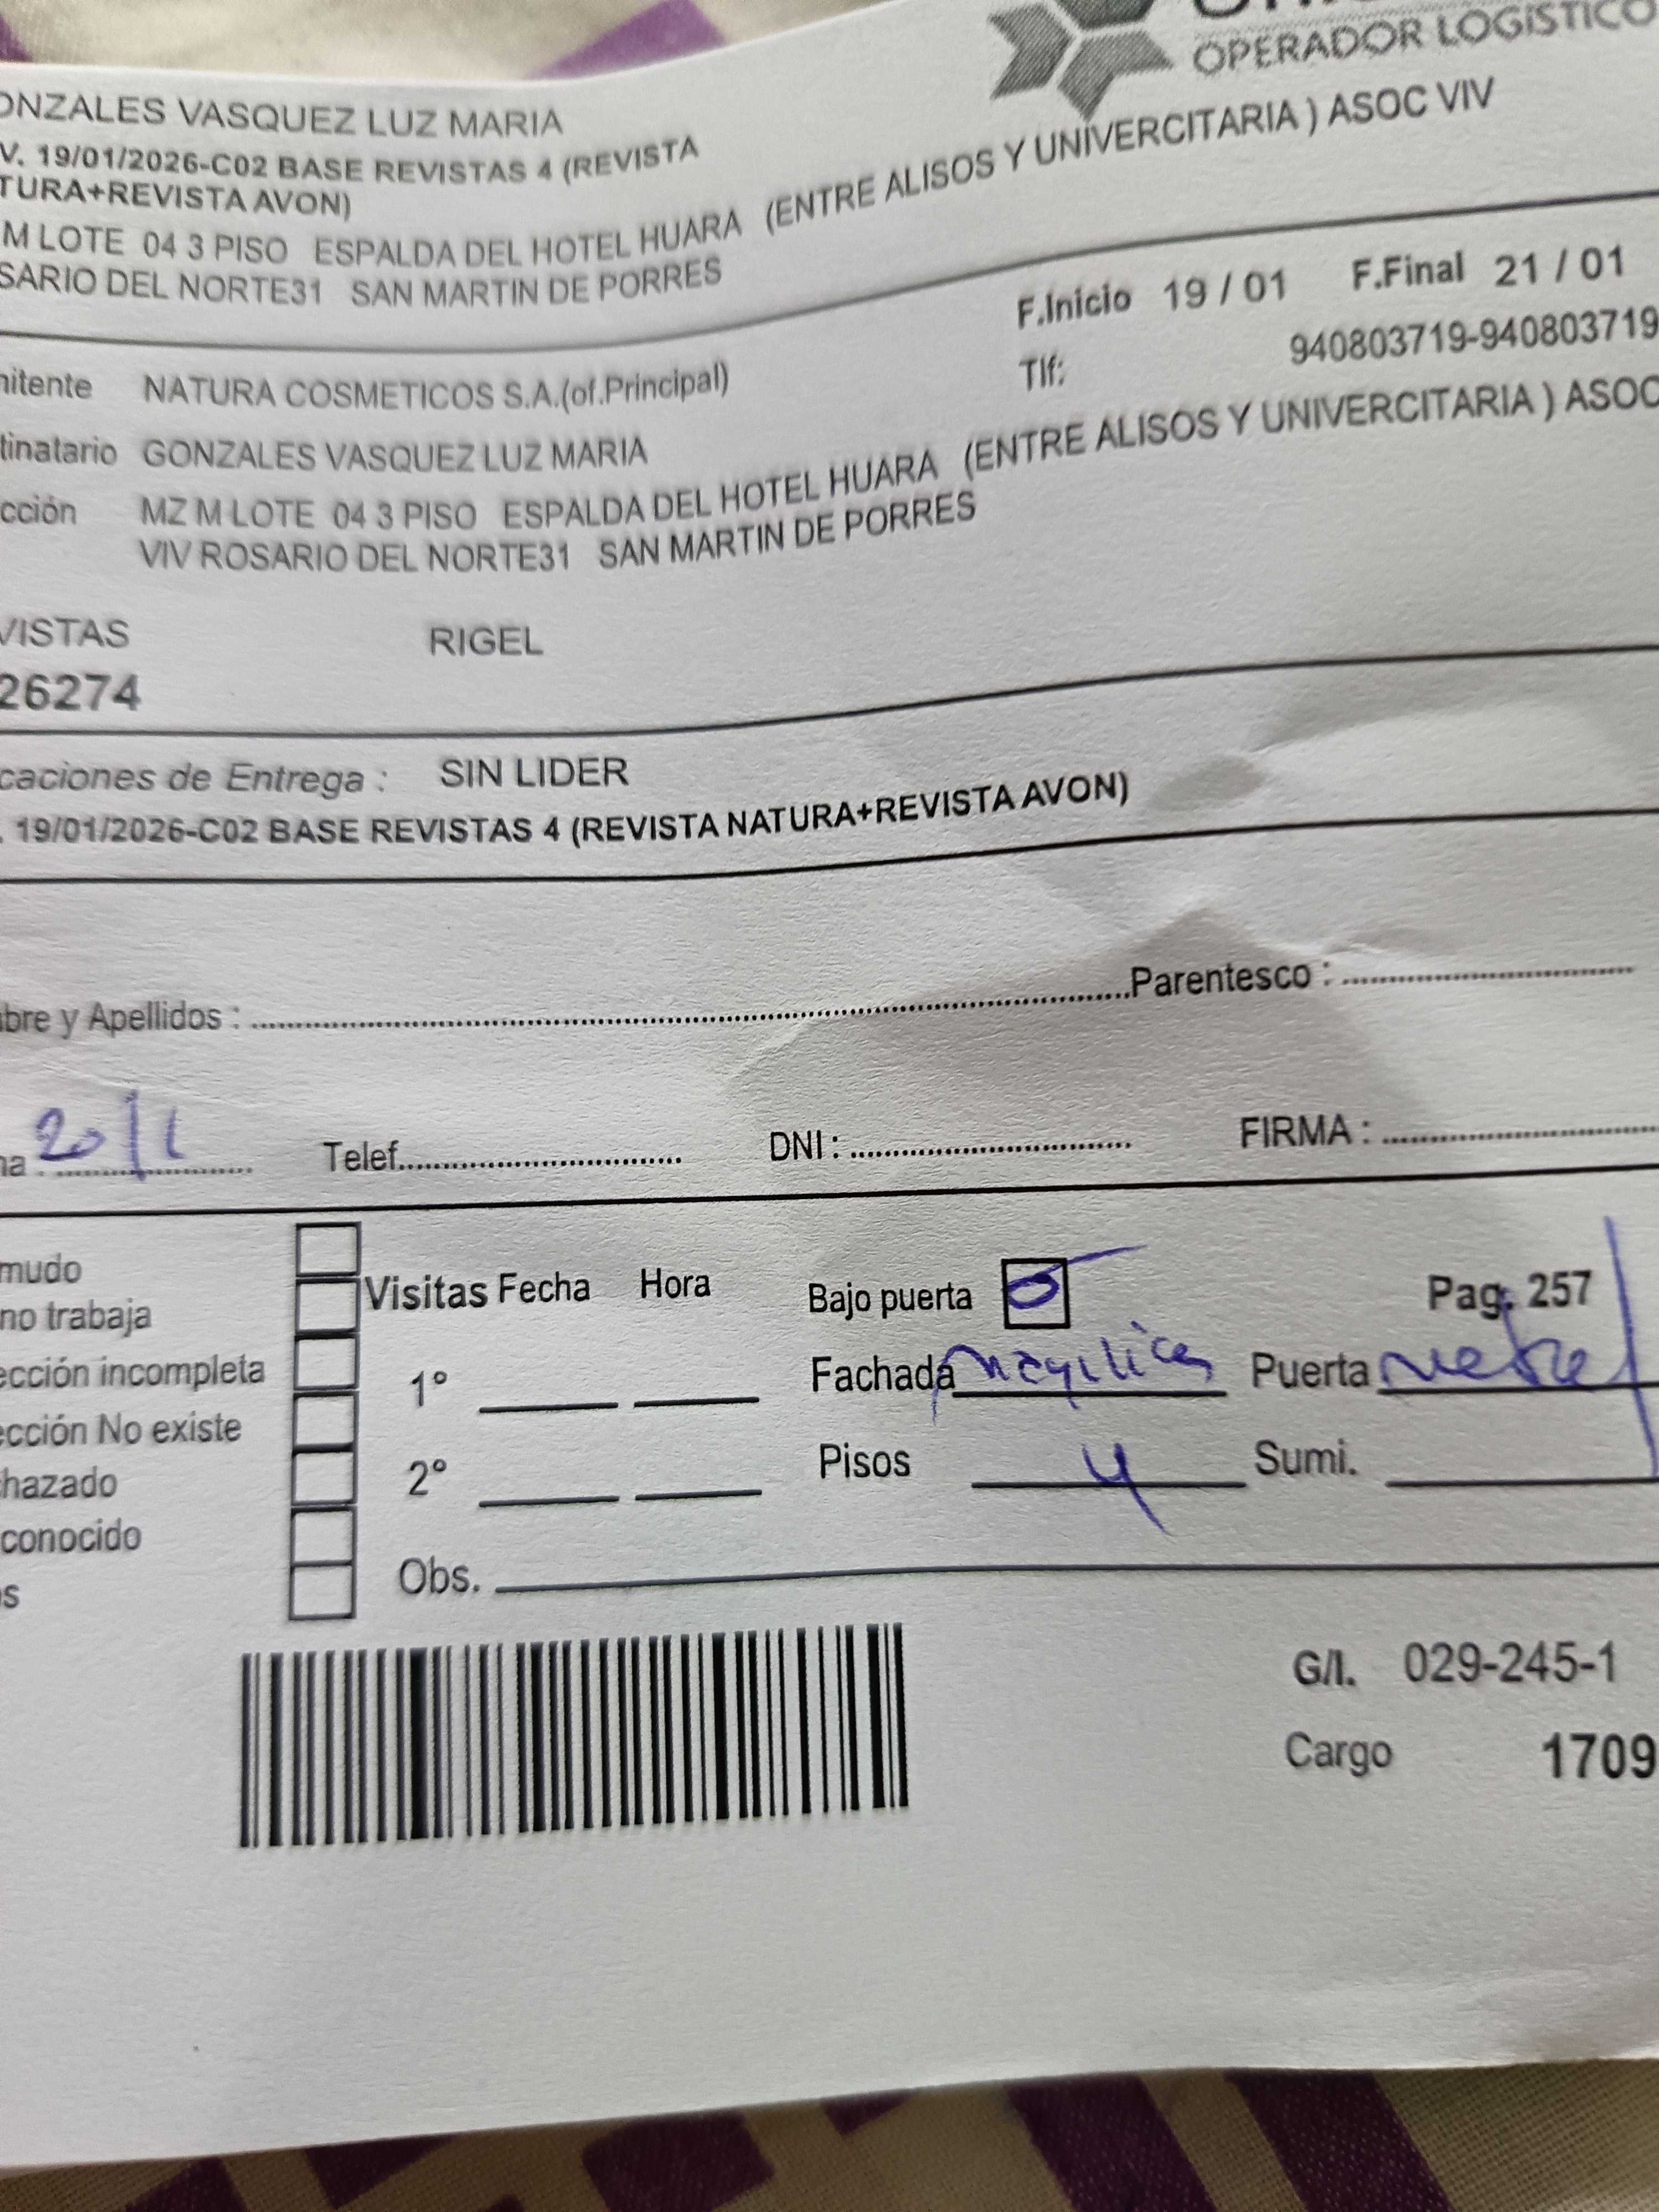 OPERADOR LOGISTICO
ONZALES VASQUEZ LUZ MARIA
V. 19/01/2026-C02 BASE REVISTAS 4 (REVISTA
TURA+REVISTA AVON)
M LOTE 04 3 PISO ESPALDA DEL HOTEL HUARA (ENTRE ALISOS Y UNIVERCITARIA ) ASOC VIV
SARIO DEL NORTE31 SAN MARTIN DE PORRES
F.Inicio 19 / 01 F.Final 21 / 01
mitente NATURA COSMETICOS S.A.(of.Principal) Tlf: 940803719-940803719
tinatario GONZALES VASQUEZ LUZ MARIA
cción MZ M LOTE 04 3 PISO ESPALDA DEL HOTEL HUARA (ENTRE ALISOS Y UNIVERCITARIA ) ASOC
VIV ROSARIO DEL NORTE31 SAN MARTIN DE PORRES
VISTAS RIGEL
26274
caciones de Entrega : SIN LIDER
. 19/01/2026-C02 BASE REVISTAS 4 (REVISTA NATURA+REVISTA AVON)
bre y Apellidos : Parentesco :
ha : 20/1 Telef. DNI : FIRMA :
mudo
no trabaja
ección incompleta
ección No existe
hazado
conocido
os
Visitas Fecha Hora
1°
2°
Obs.
Bajo puerta Pag. 257
Fachada Puerta
Pisos 4 Sumi.
G/I. 029-245-1
Cargo 1709